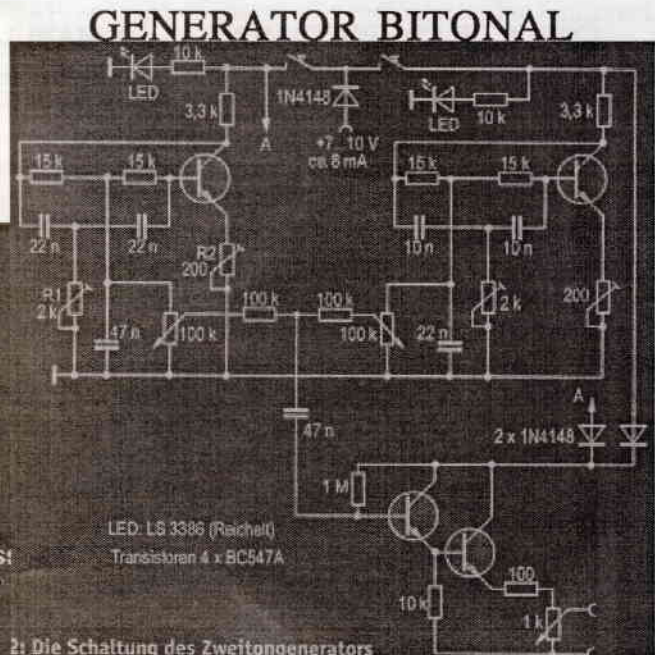 GENERATOR BITONAL
10 k
LED
3,3 k
1N4148
A
+7...10 V
ca. 8 mA
LED
10 k
3,3 k
15 k
15 k
15 k
15 k
22 n
22 n
10 n
10 n
R1
2 k
R2
200
47 n
100 k
100 k
100 k
100 k
22 n
2 k
200
47 n
A
2 x 1N4148
1 M
LED: LS 3386 (Reichelt)
Transistoren 4 x BC547A
10 k
100
1 k
2: Die Schaltung des Zweitongenerators